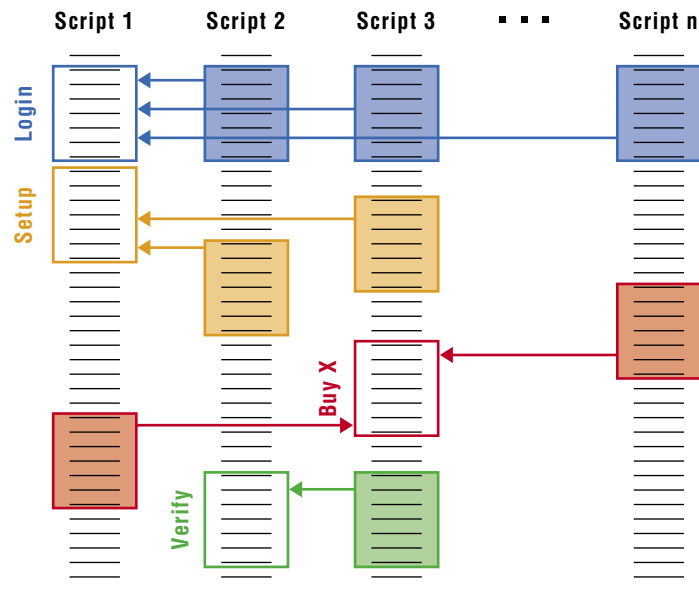 Script 1 Script 2 Script 3 ▪ ▪ ▪ Script n
Login
Setup
Buy X
Verify